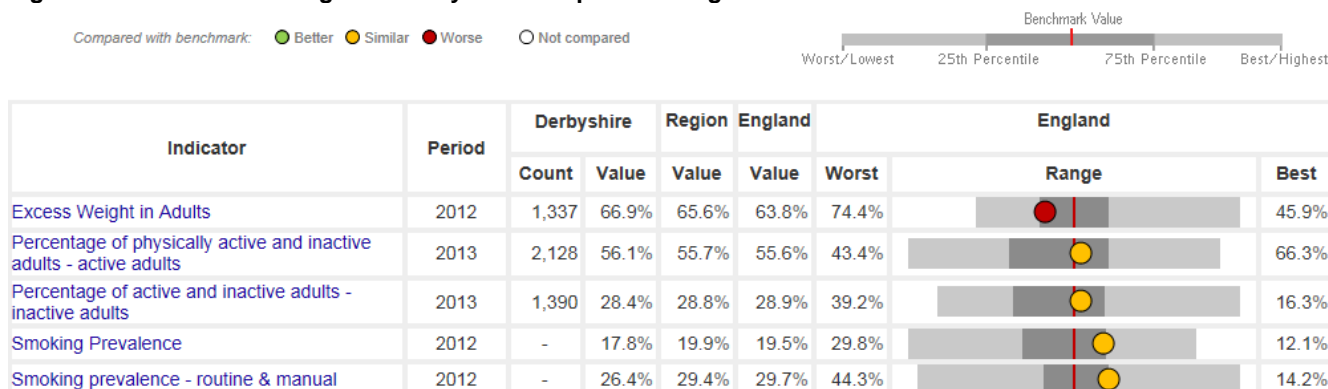 Benchmark Value
Compared with benchmark: Better Similar Worse Not compared
Worst/Lowest 25th Percentile 75th Percentile Best/Highest
Indicator Period Derbyshire Region England England
Count Value Value Value Worst Range Best
Excess Weight in Adults 2012 1,337 66.9% 65.6% 63.8% 74.4% 45.9%
Percentage of physically active and inactive
adults - active adults 2013 2,128 56.1% 55.7% 55.6% 43.4% 66.3%
Percentage of active and inactive adults -
inactive adults 2013 1,390 28.4% 28.8% 28.9% 39.2% 16.3%
Smoking Prevalence 2012 - 17.8% 19.9% 19.5% 29.8% 12.1%
Smoking prevalence - routine & manual 2012 - 26.4% 29.4% 29.7% 44.3% 14.2%